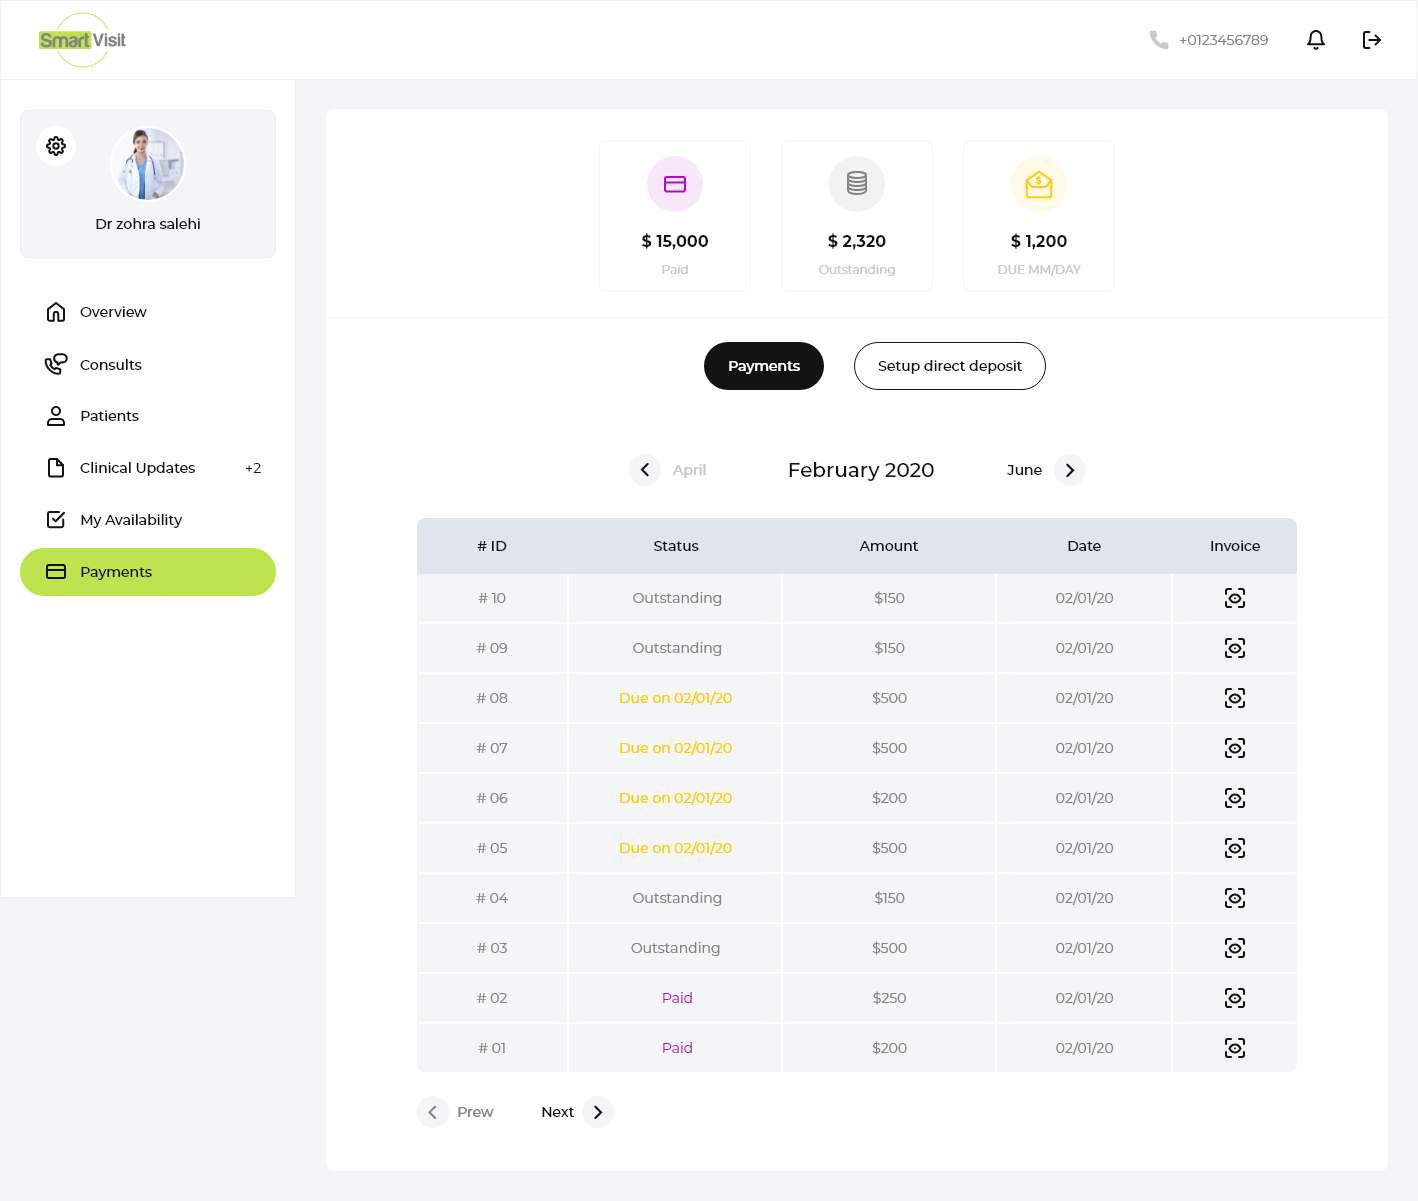 Smart Visit
+0123456789
Dr zohra salehi
Overview
Consults
Patients
Clinical Updates +2
My Availability
Payments
$ 15,000
Paid
$ 2,320
Outstanding
$ 1,200
DUE MM/DAY
Payments
Setup direct deposit
April
February 2020
June
# ID Status Amount Date Invoice
# 10 Outstanding $150 02/01/20
# 09 Outstanding $150 02/01/20
# 08 Due on 02/01/20 $500 02/01/20
# 07 Due on 02/01/20 $500 02/01/20
# 06 Due on 02/01/20 $200 02/01/20
# 05 Due on 02/01/20 $500 02/01/20
# 04 Outstanding $150 02/01/20
# 03 Outstanding $500 02/01/20
# 02 Paid $250 02/01/20
# 01 Paid $200 02/01/20
Prew
Next